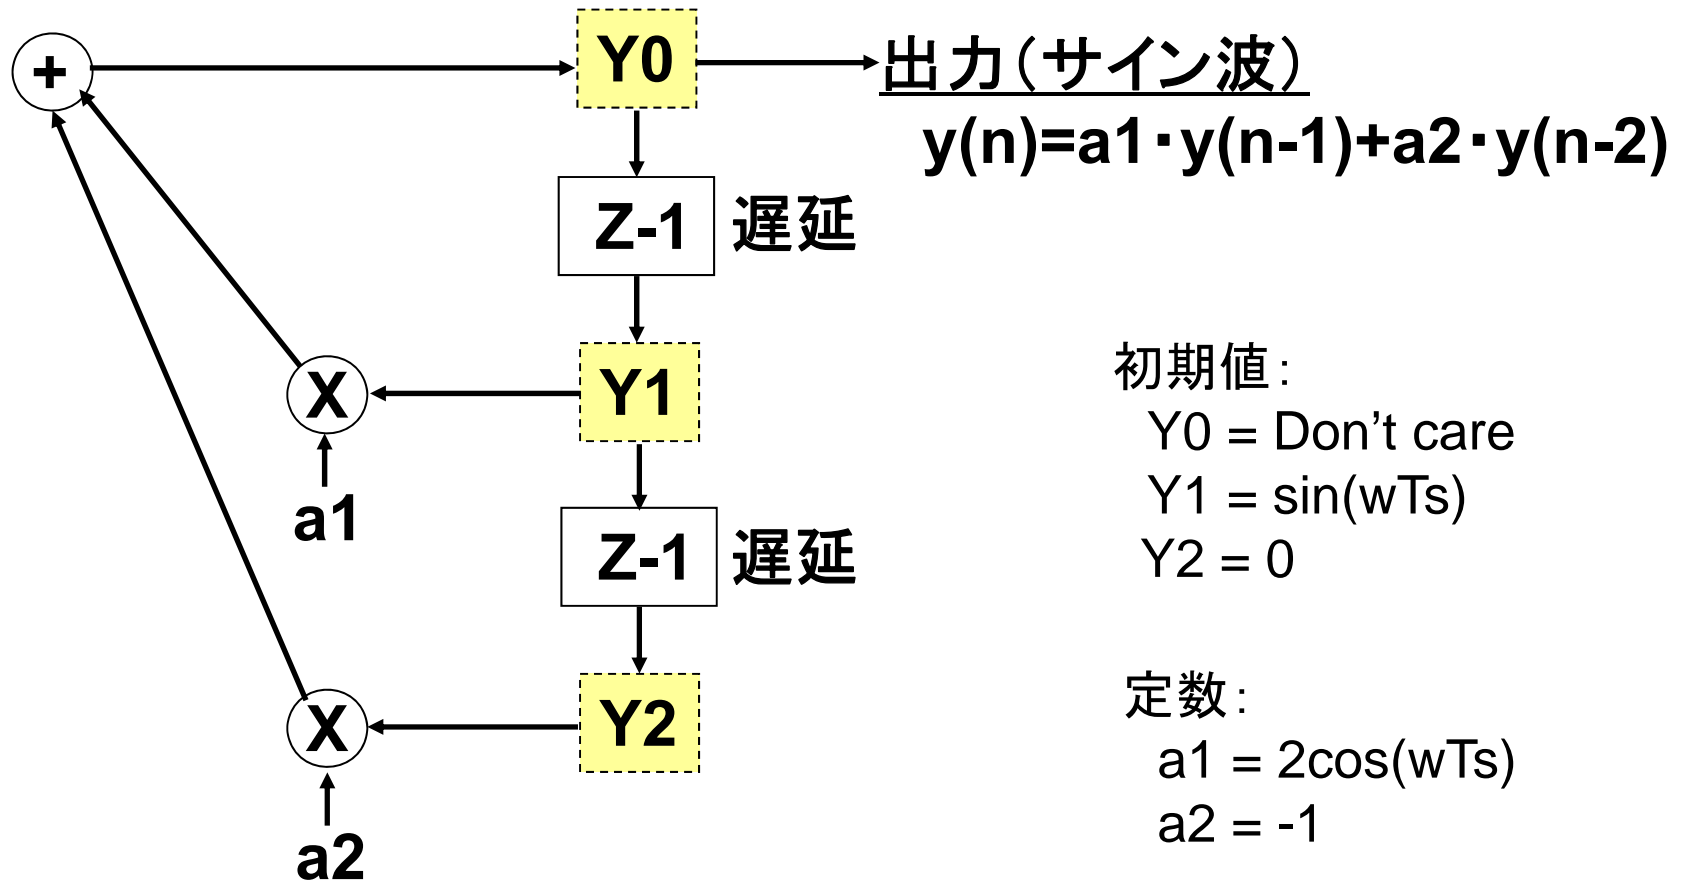 +
Y0
出力（サイン波）
y(n)=a1・y(n-1)+a2・y(n-2)
Z-1 遅延
X
Y1
a1
Z-1 遅延
X
Y2
a2
初期値：
Y0 = Don’t care
Y1 = sin(wTs)
Y2 = 0
定数：
a1 = 2cos(wTs)
a2 = -1